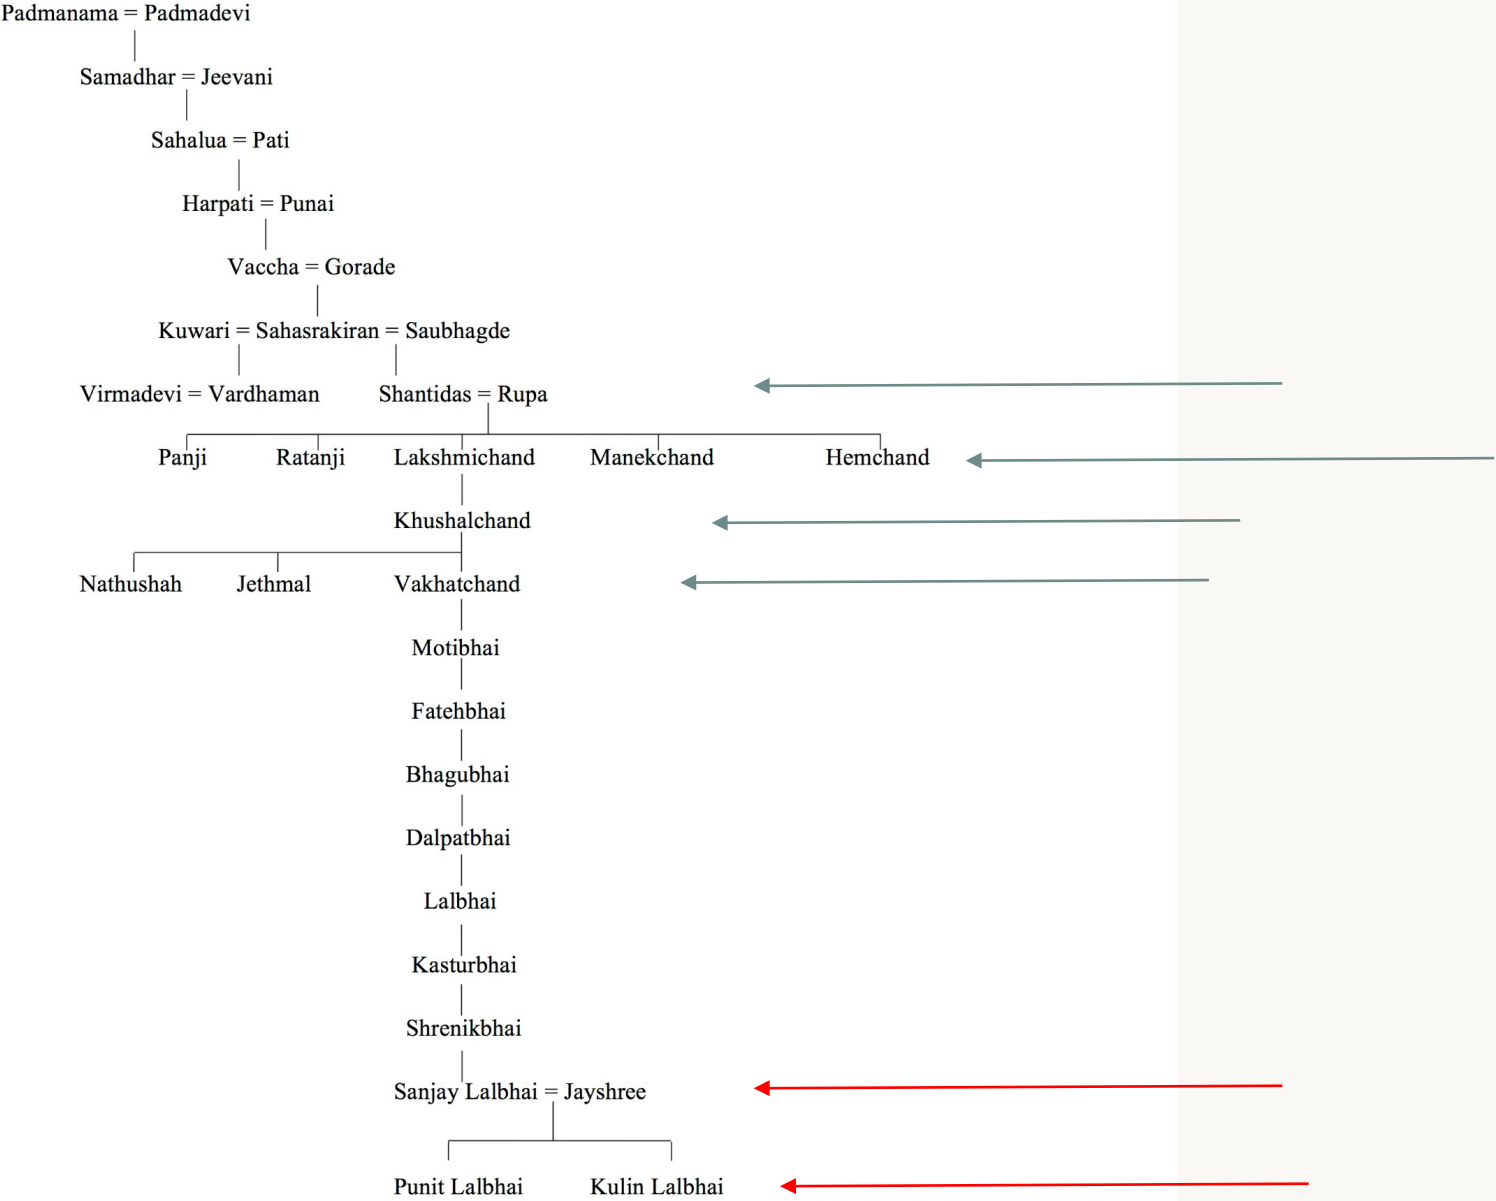 Padmanama = Padmadevi
Samadhar = Jeevani
Sahalua = Pati
Harpati = Punai
Vaccha = Gorade
Kuwari = Sahasrakiran = Saubhagde
Virmadevi = Vardhaman Shantidas = Rupa
Panji Ratanji Lakshmichand Manekchand Hemchand
Khushalchand
Nathushah Jethmal Vakhatchand
Motibhai
Fatehbhai
Bhagubhai
Dalpatbhai
Lalbhai
Kasturbhai
Shrenikbhai
Sanjay Lalbhai = Jayshree
Punit Lalbhai Kulin Lalbhai